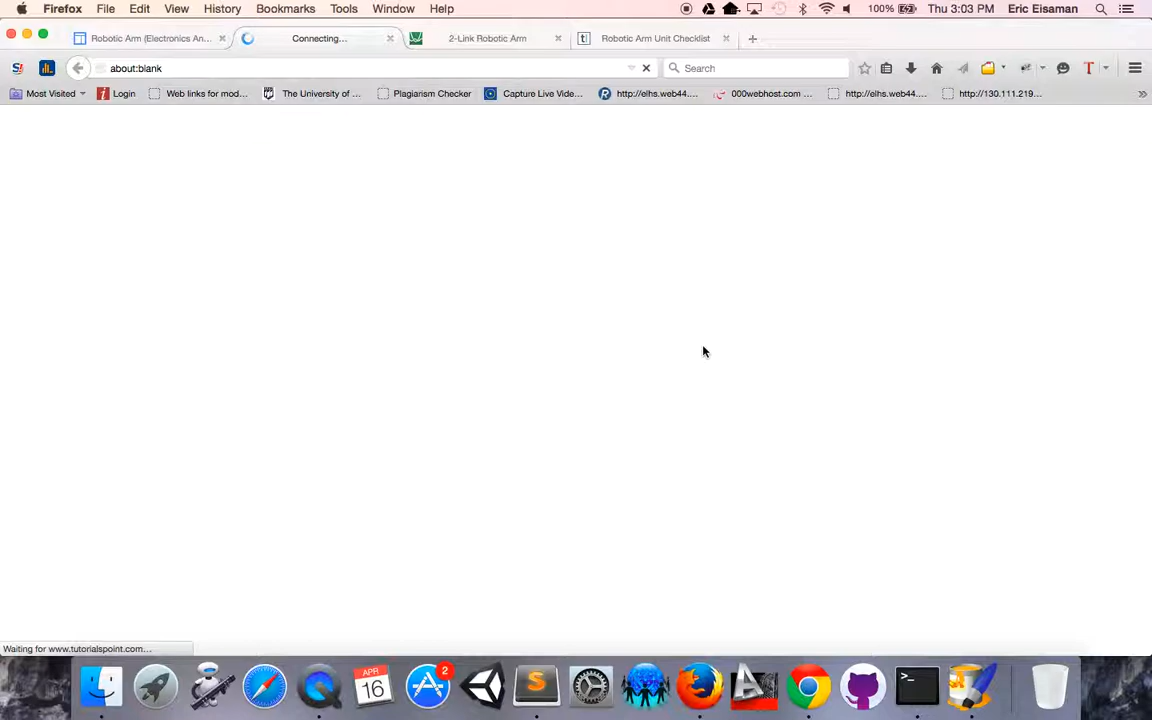 Firefox File Edit View History Bookmarks Tools Window Help 100% Thu 3:03 PM Eric Eisaman
Robotic Arm (Electronics An... Connecting... 2-Link Robotic Arm tl Robotic Arm Unit Checklist
S! about:blank Search T
Most Visited Login Web links for mod... The University of ... Plagiarism Checker Capture Live Vide... R http://elhs.web44.... 000webhost.com ... http://elhs.web44.... http://130.111.219...
Waiting for www.tutorialspoint.com...
APR
16
2
S
A
>_